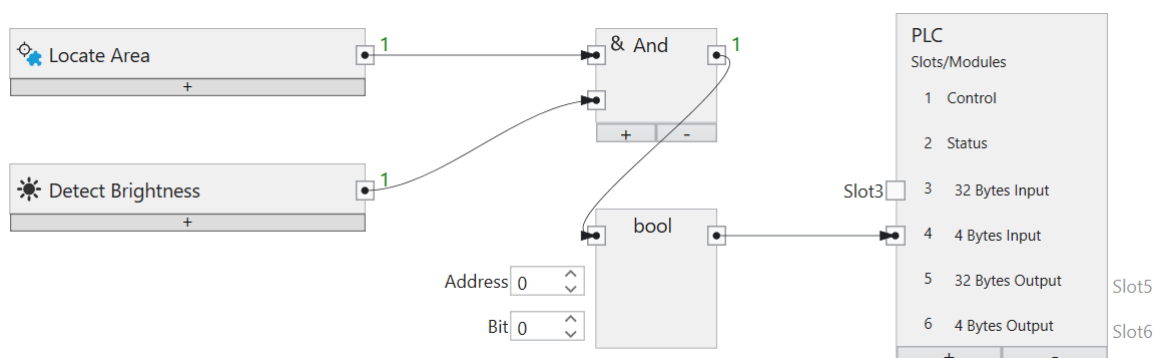 Locate Area
1
+
Detect Brightness
1
+
& And
1
+ -
bool
Address 0
Bit 0
PLC
Slots/Modules
1 Control
2 Status
Slot3 3 32 Bytes Input
4 4 Bytes Input
5 32 Bytes Output Slot5
6 4 Bytes Output Slot6
+ -